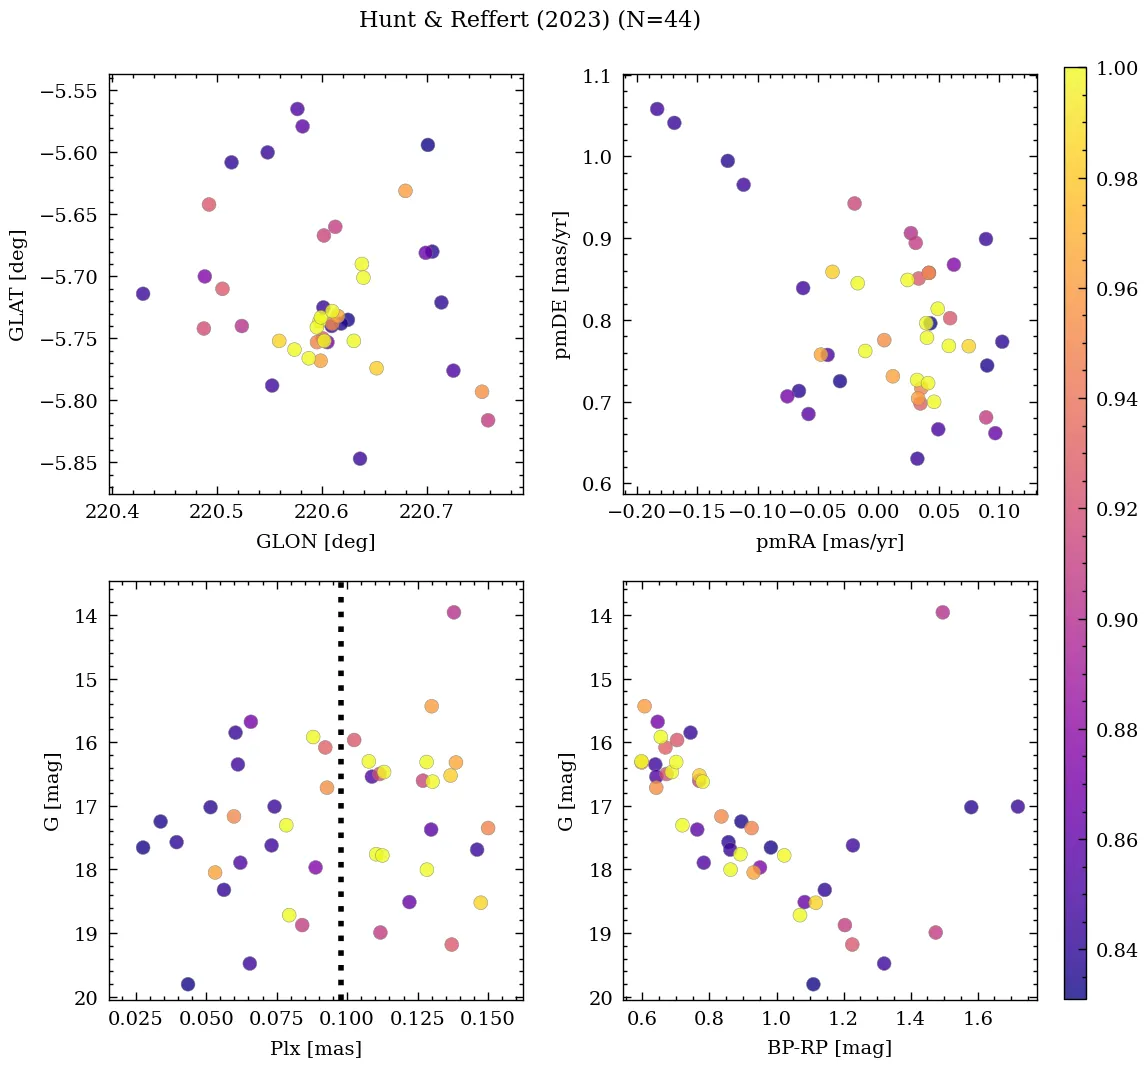 Hunt & Reffert (2023) (N=44)
−5.55
−5.60
−5.65
−5.70
−5.75
−5.80
−5.85
GLAT [deg]
220.4 220.5 220.6 220.7
GLON [deg]
1.1
1.0
0.9
0.8
0.7
0.6
pmDE [mas/yr]
−0.20 −0.15 −0.10 −0.05 0.00 0.05 0.10
pmRA [mas/yr]
14
15
16
17
18
19
20
G [mag]
0.025 0.050 0.075 0.100 0.125 0.150
Plx [mas]
14
15
16
17
18
19
20
G [mag]
0.6 0.8 1.0 1.2 1.4 1.6
BP-RP [mag]
1.00
0.98
0.96
0.94
0.92
0.90
0.88
0.86
0.84